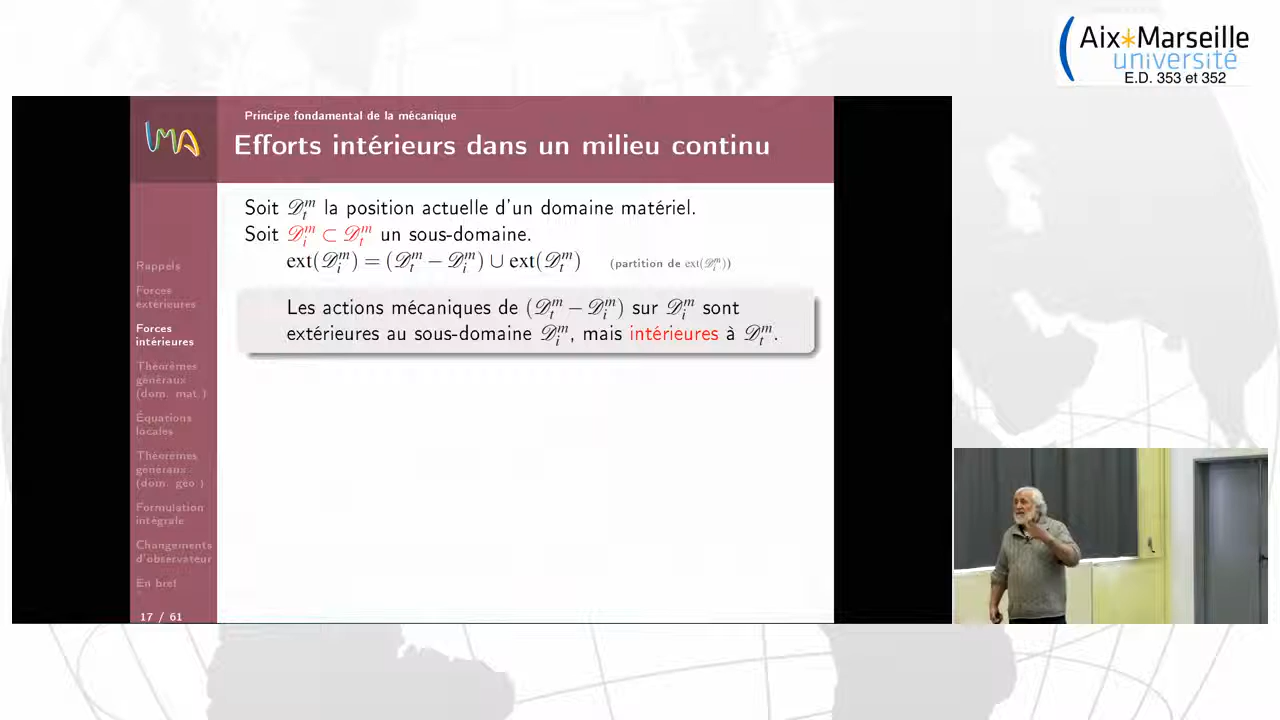 Aix*Marseille
université
E.D. 353 et 352
LMA
Principe fondamental de la mécanique
Efforts intérieurs dans un milieu continu
Soit 𝒟ₜᵐ la position actuelle d'un domaine matériel.
Soit 𝒟ᵢᵐ ⊂ 𝒟ₜᵐ un sous-domaine.
ext(𝒟ᵢᵐ) = (𝒟ₜᵐ − 𝒟ᵢᵐ) ∪ ext(𝒟ₜᵐ) (partition de ext(𝒟ᵢᵐ))
Les actions mécaniques de (𝒟ₜᵐ − 𝒟ᵢᵐ) sur 𝒟ᵢᵐ sont
extérieures au sous-domaine 𝒟ᵢᵐ, mais intérieures à 𝒟ₜᵐ.
Rappels
Forces
extérieures
Forces
intérieures
Théorèmes
généraux
(dom. mat.)
Équations
locales
Théorèmes
généraux
(dom. géo.)
Formulation
intégrale
Changements
d'observateur
En bref
17 / 61